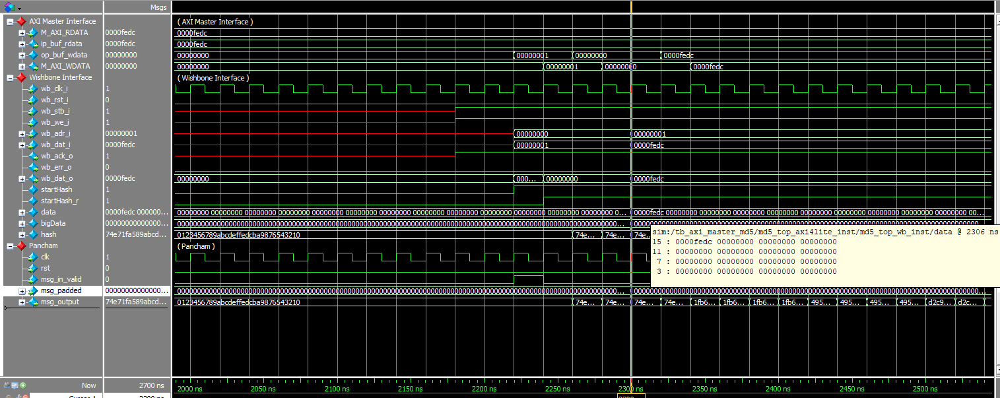 Msgs
AXI Master Interface ( AXI Master Interface )
M_AXI_RDATA 0000fedc 0000fedc
ip_buf_rdata 0000fedc 0000fedc
op_buf_wdata 00000000 00000000 00000001 00000000 0000fedc
M_AXI_WDATA 00000000 00000000 00000001 00000000 0000fedc
Wishbone Interface ( Wishbone Interface )
wb_clk_i 1
wb_rst_i 0
wb_stb_i 1
wb_we_i 1
wb_adr_i 00000001 00000000 00000001
wb_dat_i 0000fedc 00000001 0000fedc
wb_ack_o 1
wb_err_o 0
wb_dat_o 0000fedc 00000000 000... 00000000 0000fedc
startHash 1
startHash_r 1
data 0000fedc 000000... 00000000 00000000 00000000 00000000 00000000 00000000 00000000 00000000 00000000 00000000 00000000 00000000 00000000 00000000 00000000 0... 0000fedc 00000000 00000000 00000000 00000000 00000000 00000000 00000000 00000000 00000000 00000000 00...
bigData 00000000000000...
hash 74e71fa589abcd... 0123456789abcdeffedcba9876543210 74e... 74e... 74e...
sim:/tb_axi_master_md5/md5_top_axi4lite_inst/md5_top_wb_inst/data @ 2306 ns
15 : 0000fedc 00000000 00000000 00000000
11 : 00000000 00000000 00000000 00000000
7 : 00000000 00000000 00000000 00000000
3 : 00000000 00000000 00000000 00000000
Pancham ( Pancham )
clk 1
rst 0
msg_in_valid 0
msg_padded 00000000000000...
msg_output 74e71fa589abcd... 0123456789abcdeffedcba9876543210 74e... 74e... 74e... 74e... 1fb6... 1fb6... 1fb6... 1fb6... 495... 495... 495... 495... d2c9... d2c...
Now 2700 ns 2000 ns 2050 ns 2100 ns 2150 ns 2200 ns 2250 ns 2300 ns 2350 ns 2400 ns 2450 ns 2500 ns